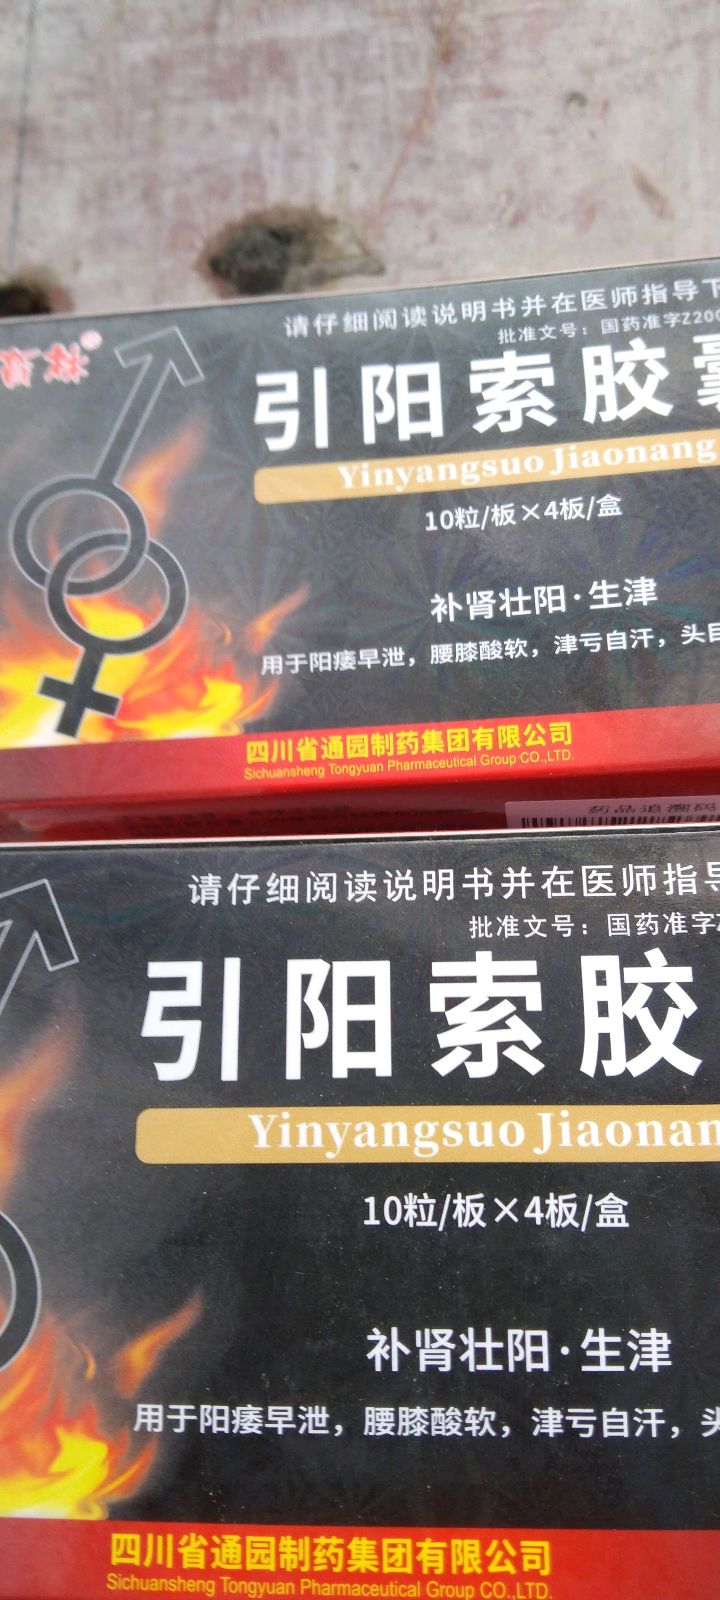 请仔细阅读说明书并在医师指导下
批准文号：国药准字Z200
引阳索胶囊
Yinyangsuo Jiaonang
10粒/板×4板/盒
补肾壮阳·生津
用于阳痿早泄，腰膝酸软，津亏自汗，头目
四川省通园制药集团有限公司
Sichuansheng Tongyuan Pharmaceutical Group CO.,LTD.
药品追溯码
请仔细阅读说明书并在医师指导
批准文号：国药准字Z
引阳索胶
Yinyangsuo Jiaonan
10粒/板×4板/盒
补肾壮阳·生津
用于阳痿早泄，腰膝酸软，津亏自汗，头
四川省通园制药集团有限公司
Sichuansheng Tongyuan Pharmaceutical Group CO.,LTD.